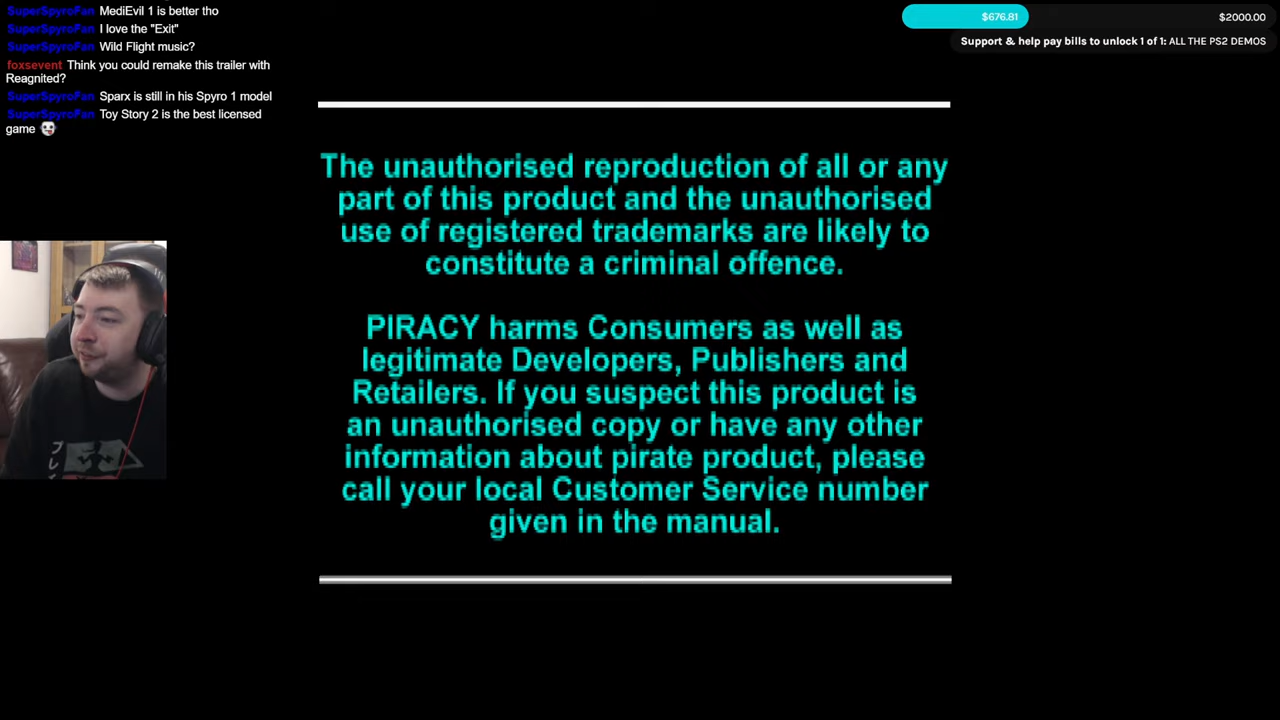 SuperSpyroFan MediEvil 1 is better tho
SuperSpyroFan I love the "Exit"
SuperSpyroFan Wild Flight music?
foxsevent Think you could remake this trailer with
Reagnited?
SuperSpyroFan Sparx is still in his Spyro 1 model
SuperSpyroFan Toy Story 2 is the best licensed
game
$676.81
$2000.00
Support & help pay bills to unlock 1 of 1: ALL THE PS2 DEMOS
The unauthorised reproduction of all or any
part of this product and the unauthorised
use of registered trademarks are likely to
constitute a criminal offence.
PIRACY harms Consumers as well as
legitimate Developers, Publishers and
Retailers. If you suspect this product is
an unauthorised copy or have any other
information about pirate product, please
call your local Customer Service number
given in the manual.